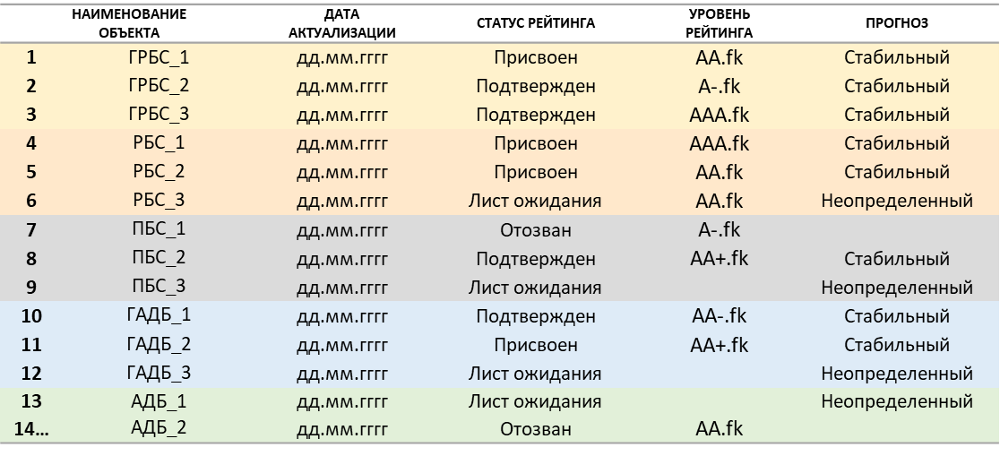 НАИМЕНОВАНИЕ ОБЪЕКТА ДАТА АКТУАЛИЗАЦИИ СТАТУС РЕЙТИНГА УРОВЕНЬ РЕЙТИНГА ПРОГНОЗ
1 ГРБС_1 дд.мм.гггг Присвоен AA.fk Стабильный
2 ГРБС_2 дд.мм.гггг Подтвержден A-.fk Стабильный
3 ГРБС_3 дд.мм.гггг Подтвержден AAA.fk Стабильный
4 РБС_1 дд.мм.гггг Присвоен AAA.fk Стабильный
5 РБС_2 дд.мм.гггг Присвоен AA.fk Стабильный
6 РБС_3 дд.мм.гггг Лист ожидания AA.fk Неопределенный
7 ПБС_1 дд.мм.гггг Отозван A-.fk
8 ПБС_2 дд.мм.гггг Подтвержден AA+.fk Стабильный
9 ПБС_3 дд.мм.гггг Лист ожидания Неопределенный
10 ГАДБ_1 дд.мм.гггг Подтвержден AA-.fk Стабильный
11 ГАДБ_2 дд.мм.гггг Присвоен AA+.fk Стабильный
12 ГАДБ_3 дд.мм.гггг Лист ожидания Неопределенный
13 АДБ_1 дд.мм.гггг Лист ожидания Неопределенный
14... АДБ_2 дд.мм.гггг Отозван AA.fk